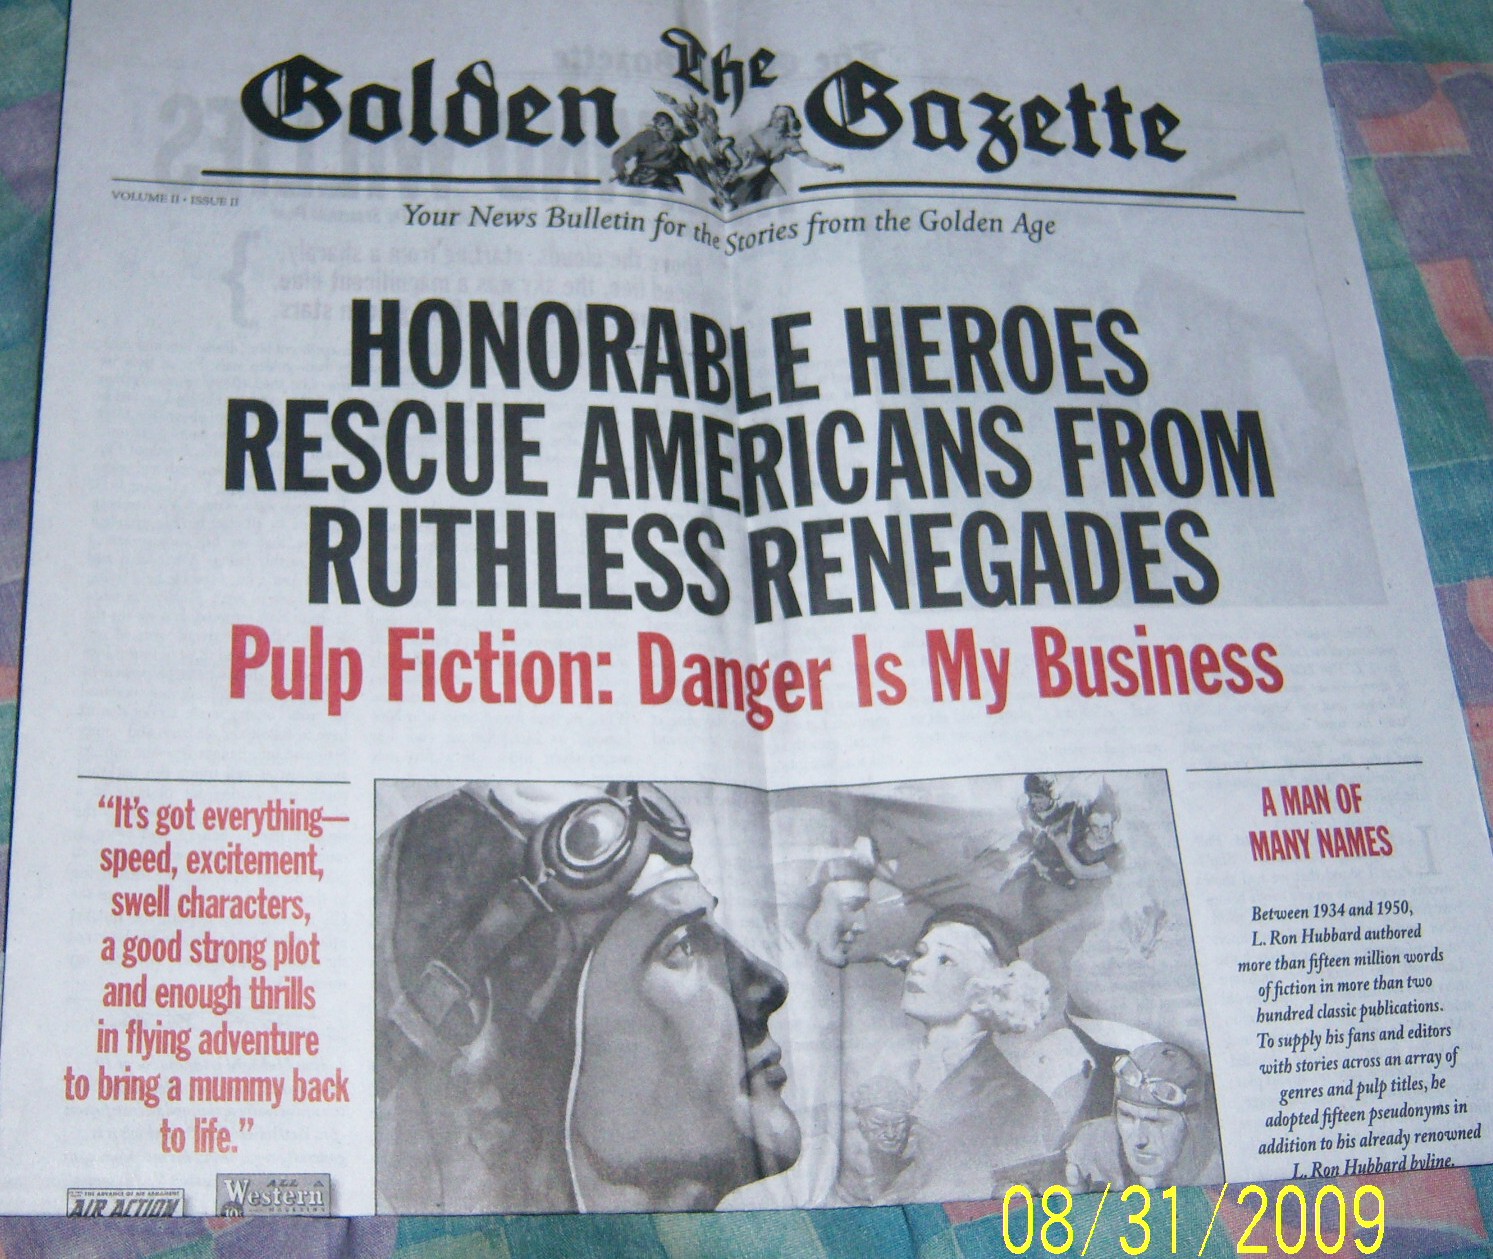 The
Golden Gazette
VOLUME II • ISSUE II
Your News Bulletin for the Stories from the Golden Age
HONORABLE HEROES
RESCUE AMERICANS FROM
RUTHLESS RENEGADES
Pulp Fiction: Danger Is My Business
“It's got everything—
speed, excitement,
swell characters,
a good strong plot
and enough thrills
in flying adventure
to bring a mummy back
to life.”
AIR ACTION
ALL
Western
10¢
MAGAZINE
A MAN OF
MANY NAMES
Between 1934 and 1950,
L. Ron Hubbard authored
more than fifteen million words
of fiction in more than two
hundred classic publications.
To supply his fans and editors
with stories across an array of
genres and pulp titles, he
adopted fifteen pseudonyms in
addition to his already renowned
L. Ron Hubbard byline.
08/31/2009